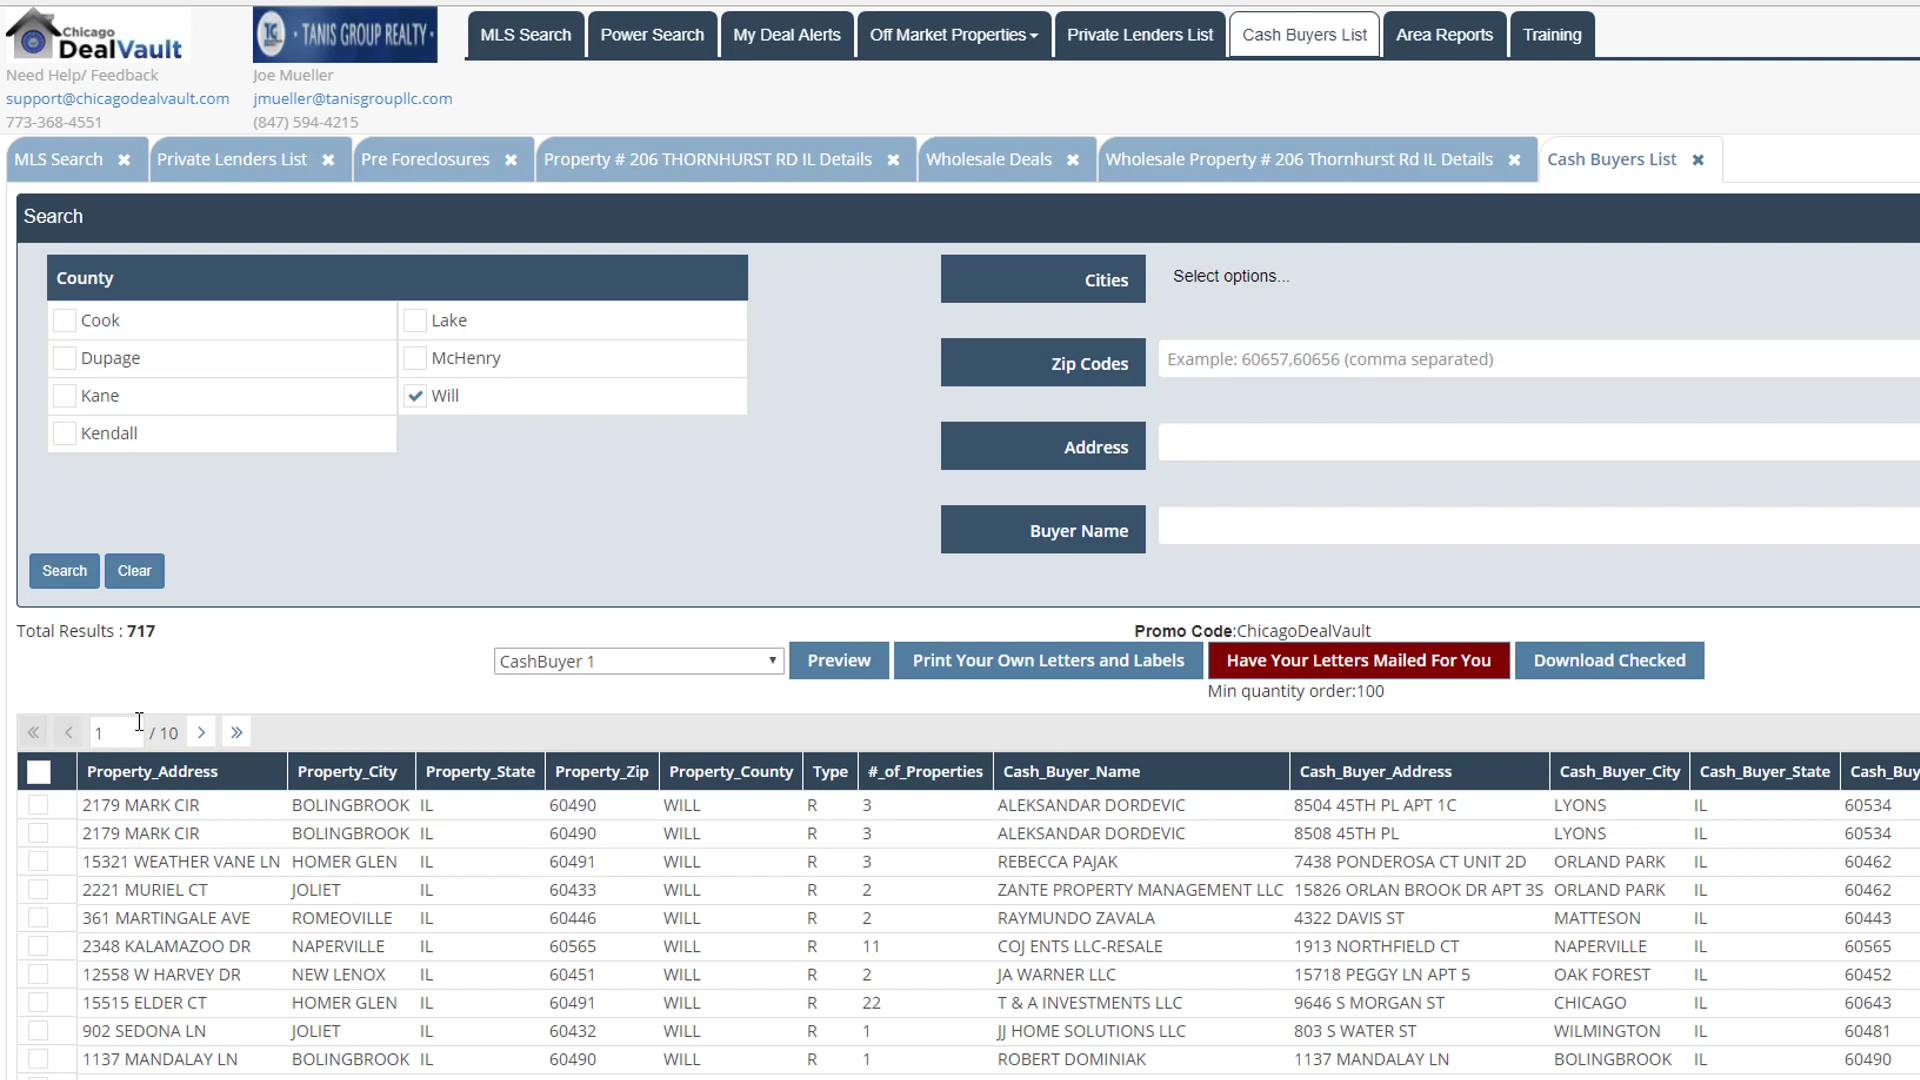 Chicago
DealVault
TG · TANIS GROUP REALTY ·
MLS Search
Power Search
My Deal Alerts
Off Market Properties
Private Lenders List
Cash Buyers List
Area Reports
Training
Need Help/ Feedback
support@chicagodealvault.com
773-368-4551
Joe Mueller
jmueller@tanisgroupllc.com
(847) 594-4215
MLS Search ✖
Private Lenders List ✖
Pre Foreclosures ✖
Property # 206 THORNHURST RD IL Details ✖
Wholesale Deals ✖
Wholesale Property # 206 Thornhurst Rd IL Details ✖
Cash Buyers List ✖
Search
County
Cook
Lake
Dupage
McHenry
Kane
Will
Kendall
Cities
Select options...
Zip Codes
Example: 60657,60656 (comma separated)
Address
Buyer Name
Search
Clear
Total Results : 717
Promo Code:ChicagoDealVault
CashBuyer 1
Preview
Print Your Own Letters and Labels
Have Your Letters Mailed For You
Download Checked
Min quantity order:100
« ‹ 1 / 10 › »
Property_Address Property_City Property_State Property_Zip Property_County Type #_of_Properties Cash_Buyer_Name Cash_Buyer_Address Cash_Buyer_City Cash_Buyer_State Cash_Buy
2179 MARK CIR BOLINGBROOK IL 60490 WILL R 3 ALEKSANDAR DORDEVIC 8504 45TH PL APT 1C LYONS IL 60534
2179 MARK CIR BOLINGBROOK IL 60490 WILL R 3 ALEKSANDAR DORDEVIC 8508 45TH PL LYONS IL 60534
15321 WEATHER VANE LN HOMER GLEN IL 60491 WILL R 3 REBECCA PAJAK 7438 PONDEROSA CT UNIT 2D ORLAND PARK IL 60462
2221 MURIEL CT JOLIET IL 60433 WILL R 2 ZANTE PROPERTY MANAGEMENT LLC 15826 ORLAN BROOK DR APT 3S ORLAND PARK IL 60462
361 MARTINGALE AVE ROMEOVILLE IL 60446 WILL R 2 RAYMUNDO ZAVALA 4322 DAVIS ST MATTESON IL 60443
2348 KALAMAZOO DR NAPERVILLE IL 60565 WILL R 11 COJ ENTS LLC-RESALE 1913 NORTHFIELD CT NAPERVILLE IL 60565
12558 W HARVEY DR NEW LENOX IL 60451 WILL R 2 JA WARNER LLC 15718 PEGGY LN APT 5 OAK FOREST IL 60452
15515 ELDER CT HOMER GLEN IL 60491 WILL R 22 T & A INVESTMENTS LLC 9646 S MORGAN ST CHICAGO IL 60643
902 SEDONA LN JOLIET IL 60432 WILL R 1 JJ HOME SOLUTIONS LLC 803 S WATER ST WILMINGTON IL 60481
1137 MANDALAY LN BOLINGBROOK IL 60490 WILL R 1 ROBERT DOMINIAK 1137 MANDALAY LN BOLINGBROOK IL 60490